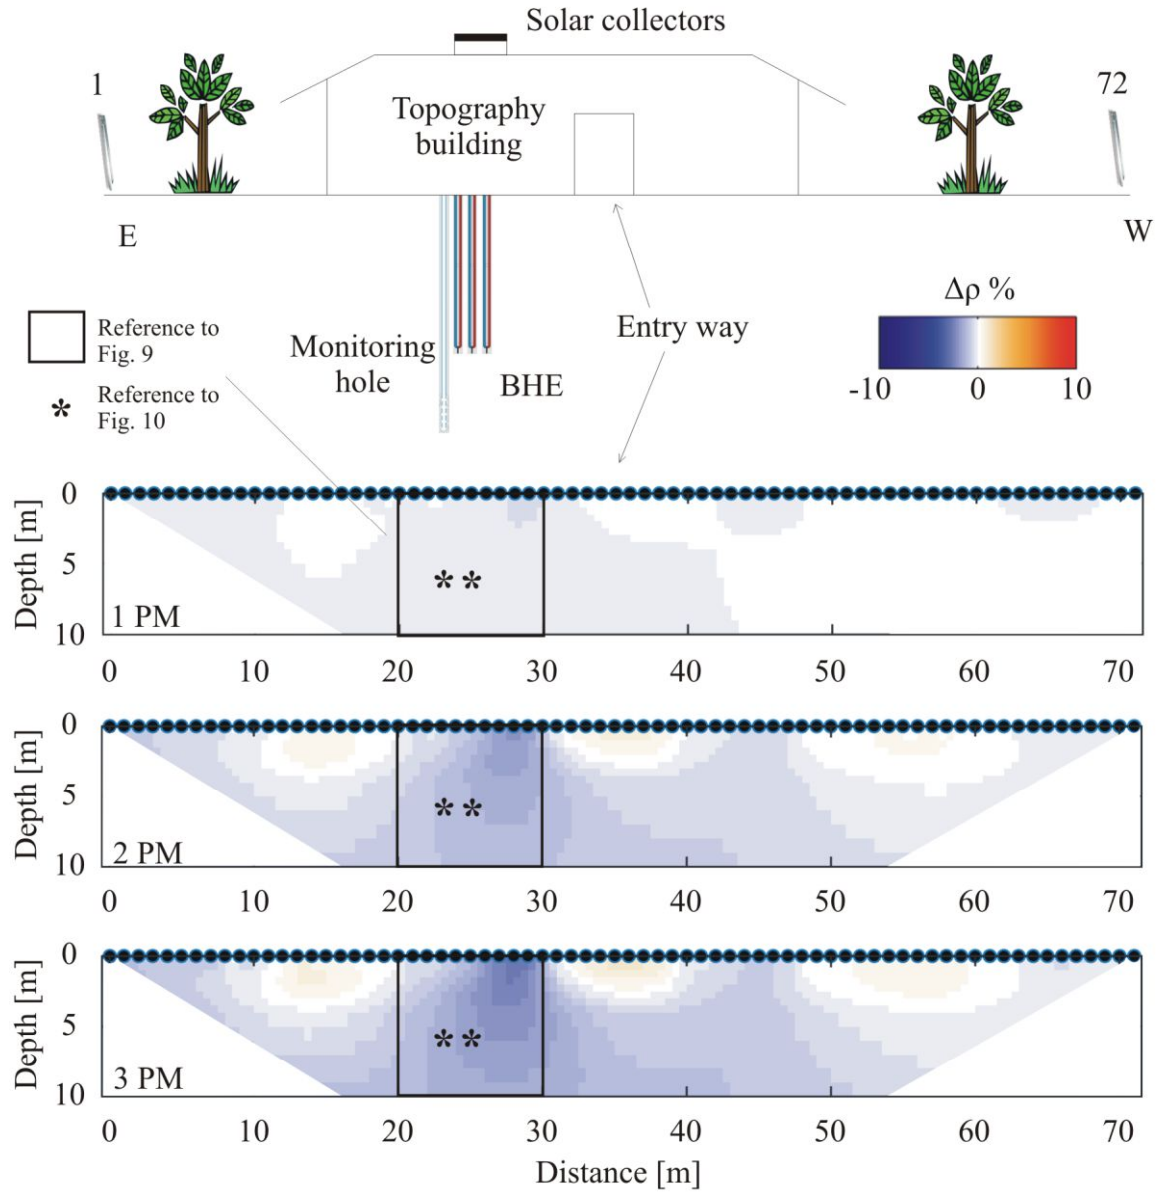 Solar collectors
1
72
Topography
building
E
W
Δρ %
-10 0 10
Reference to
Fig. 9
Monitoring
hole
BHE
Entry way
*
Reference to
Fig. 10
Depth [m]
0
5
10
* *
1 PM
0 10 20 30 40 50 60 70
Depth [m]
0
5
10
* *
2 PM
0 10 20 30 40 50 60 70
Depth [m]
0
5
10
* *
3 PM
0 10 20 30 40 50 60 70
Distance [m]